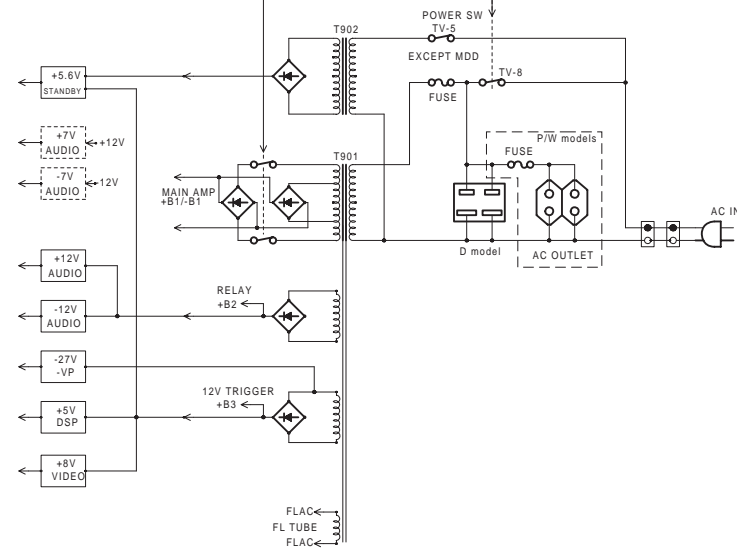 POWER SW
T902
TV-5
EXCEPT MDD
+5.6V
STANDBY
TV-8
FUSE
+7V
AUDIO
+12V
P/W models
FUSE
T901
-7V
AUDIO
-12V
MAIN AMP
+B1/-B1
AC IN
D model
AC OUTLET
+12V
AUDIO
RELAY
+B2
-12V
AUDIO
-27V
-VP
12V TRIGGER
+B3
+5V
DSP
+8V
VIDEO
FLAC
FL TUBE
FLAC